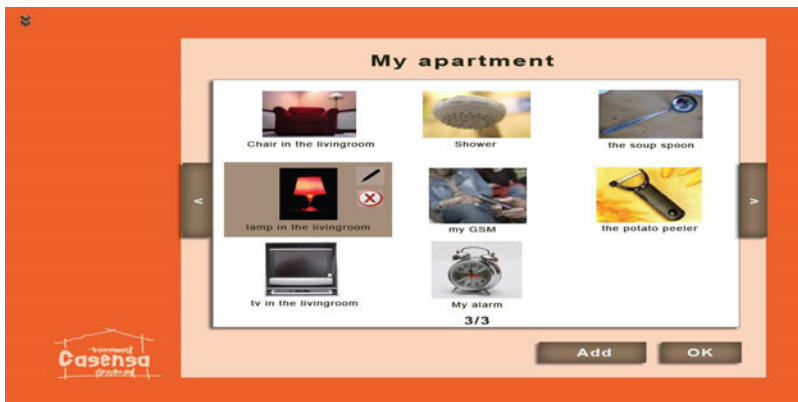 My apartment
Chair in the livingroom
Shower
the soup spoon
lamp in the livingroom
my GSM
the potato peeler
tv in the livingroom
My alarm
3/3
<
>
Add
OK
Casensa